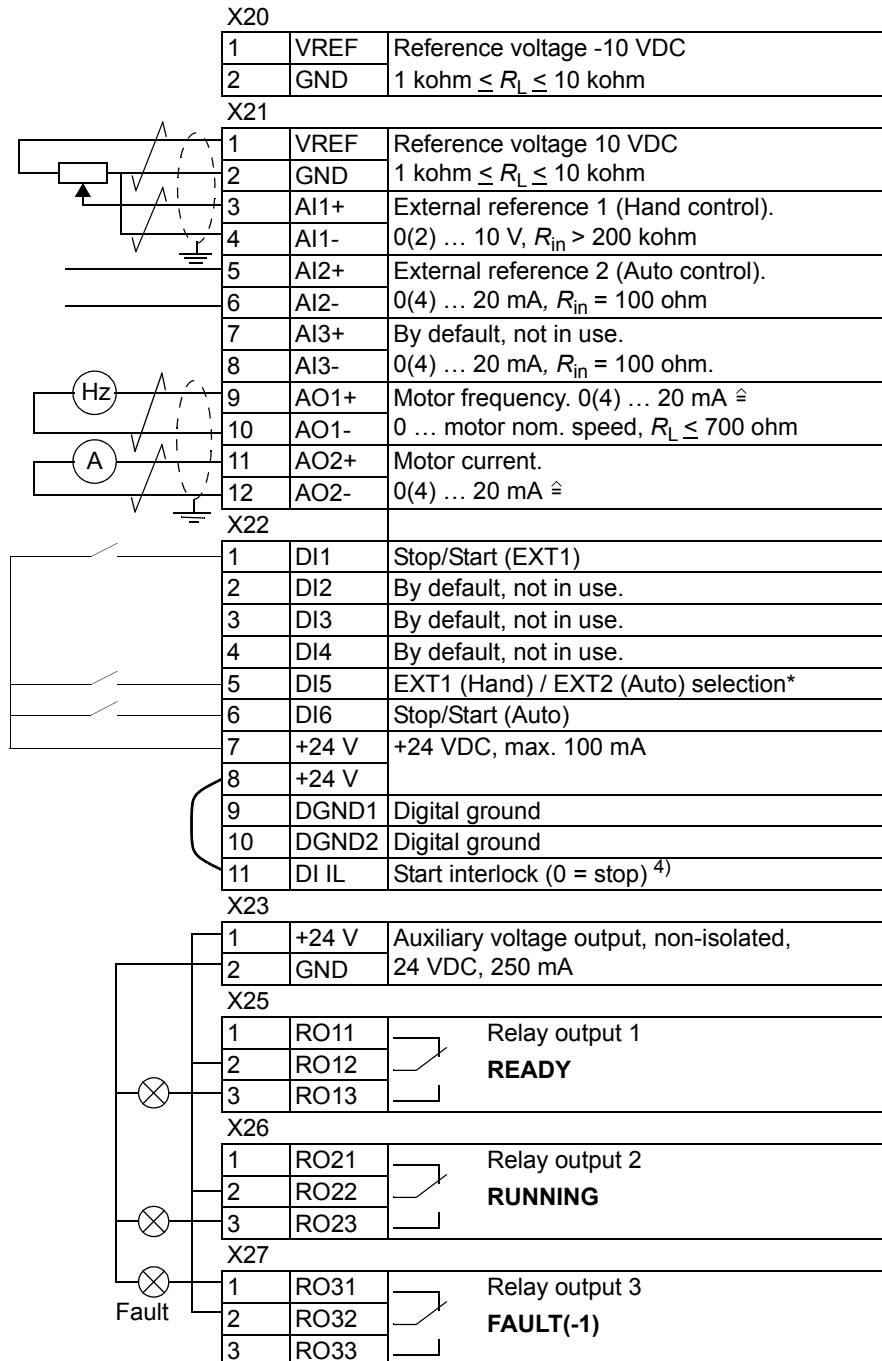 X20
1 VREF Reference voltage -10 VDC
2 GND 1 kohm ≤ RL ≤ 10 kohm
X21
1 VREF Reference voltage 10 VDC
2 GND 1 kohm ≤ RL ≤ 10 kohm
3 AI1+ External reference 1 (Hand control).
4 AI1- 0(2) … 10 V, Rin > 200 kohm
5 AI2+ External reference 2 (Auto control).
6 AI2- 0(4) … 20 mA, Rin = 100 ohm
7 AI3+ By default, not in use.
8 AI3- 0(4) … 20 mA, Rin = 100 ohm.
Hz 9 AO1+ Motor frequency. 0(4) … 20 mA ≙
10 AO1- 0 … motor nom. speed, RL ≤ 700 ohm
A 11 AO2+ Motor current.
12 AO2- 0(4) … 20 mA ≙
X22
1 DI1 Stop/Start (EXT1)
2 DI2 By default, not in use.
3 DI3 By default, not in use.
4 DI4 By default, not in use.
5 DI5 EXT1 (Hand) / EXT2 (Auto) selection*
6 DI6 Stop/Start (Auto)
7 +24 V +24 VDC, max. 100 mA
8 +24 V
9 DGND1 Digital ground
10 DGND2 Digital ground
11 DI IL Start interlock (0 = stop) 4)
X23
1 +24 V Auxiliary voltage output, non-isolated,
2 GND 24 VDC, 250 mA
X25
1 RO11 Relay output 1
2 RO12 READY
3 RO13
X26
1 RO21 Relay output 2
2 RO22 RUNNING
3 RO23
X27
1 RO31 Relay output 3
Fault 2 RO32 FAULT(-1)
3 RO33